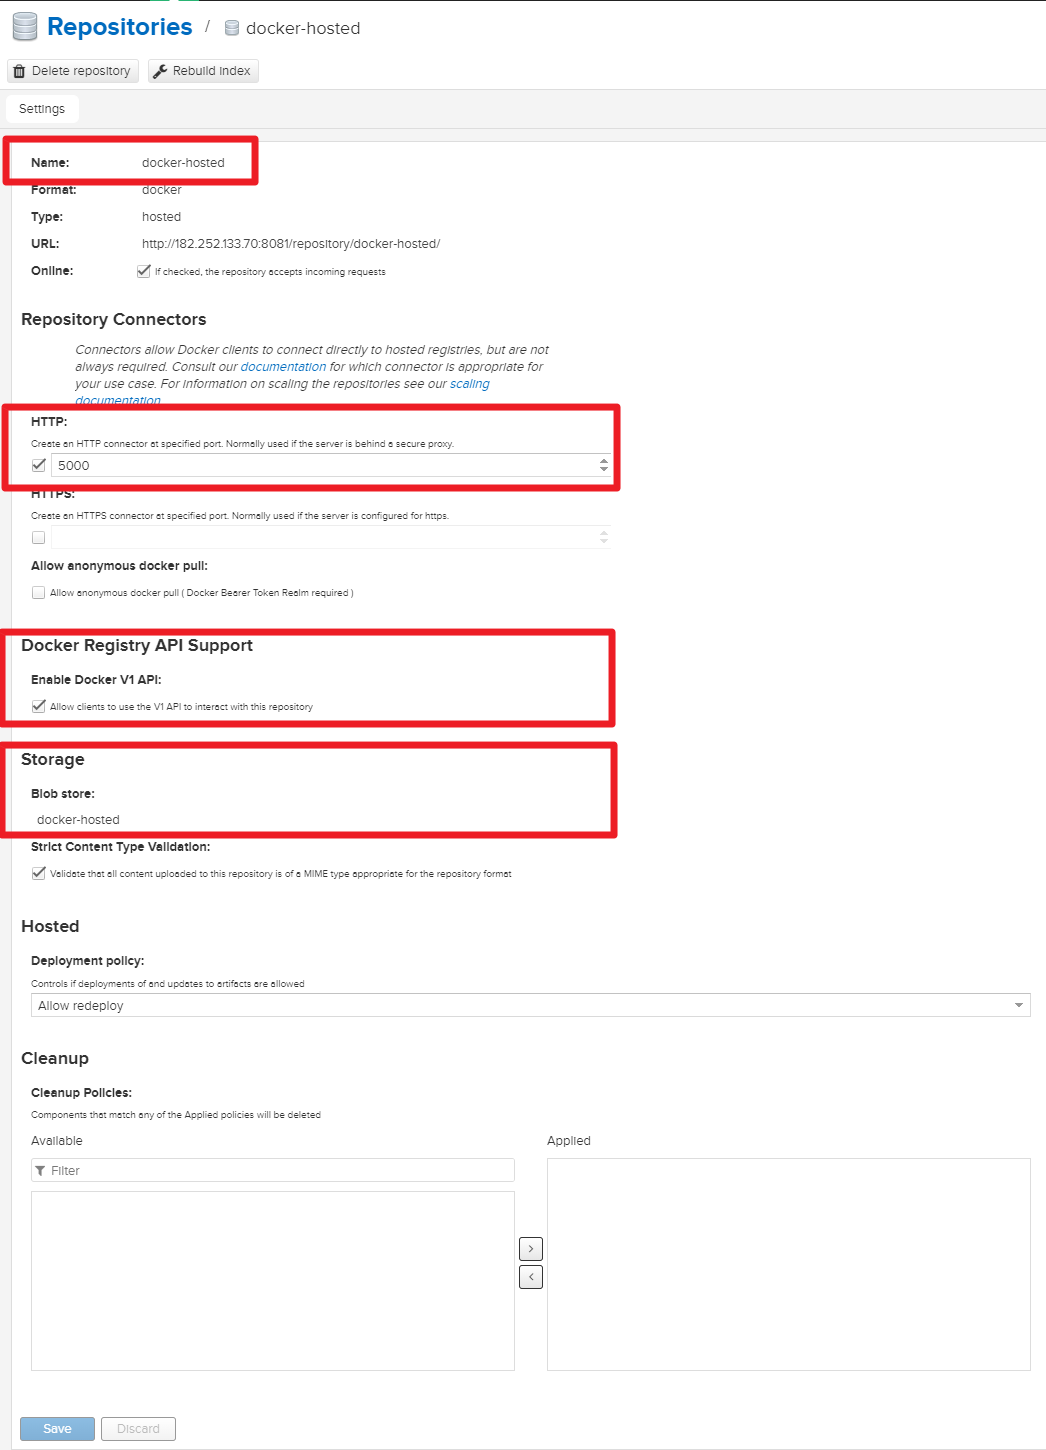 Repositories / docker-hosted
Delete repository Rebuild index
Settings
Name: docker-hosted
Format: docker
Type: hosted
URL: http://182.252.133.70:8081/repository/docker-hosted/
Online: If checked, the repository accepts incoming requests
Repository Connectors
Connectors allow Docker clients to connect directly to hosted registries, but are not
always required. Consult our documentation for which connector is appropriate for
your use case. For information on scaling the repositories see our scaling
documentation.
HTTP:
Create an HTTP connector at specified port. Normally used if the server is behind a secure proxy.
5000
HTTPS:
Create an HTTPS connector at specified port. Normally used if the server is configured for https.
Allow anonymous docker pull:
Allow anonymous docker pull ( Docker Bearer Token Realm required )
Docker Registry API Support
Enable Docker V1 API:
Allow clients to use the V1 API to interact with this repository
Storage
Blob store:
docker-hosted
Strict Content Type Validation:
Validate that all content uploaded to this repository is of a MIME type appropriate for the repository format
Hosted
Deployment policy:
Controls if deployments of and updates to artifacts are allowed
Allow redeploy
Cleanup
Cleanup Policies:
Components that match any of the Applied policies will be deleted
Available Applied
Filter
Save Discard